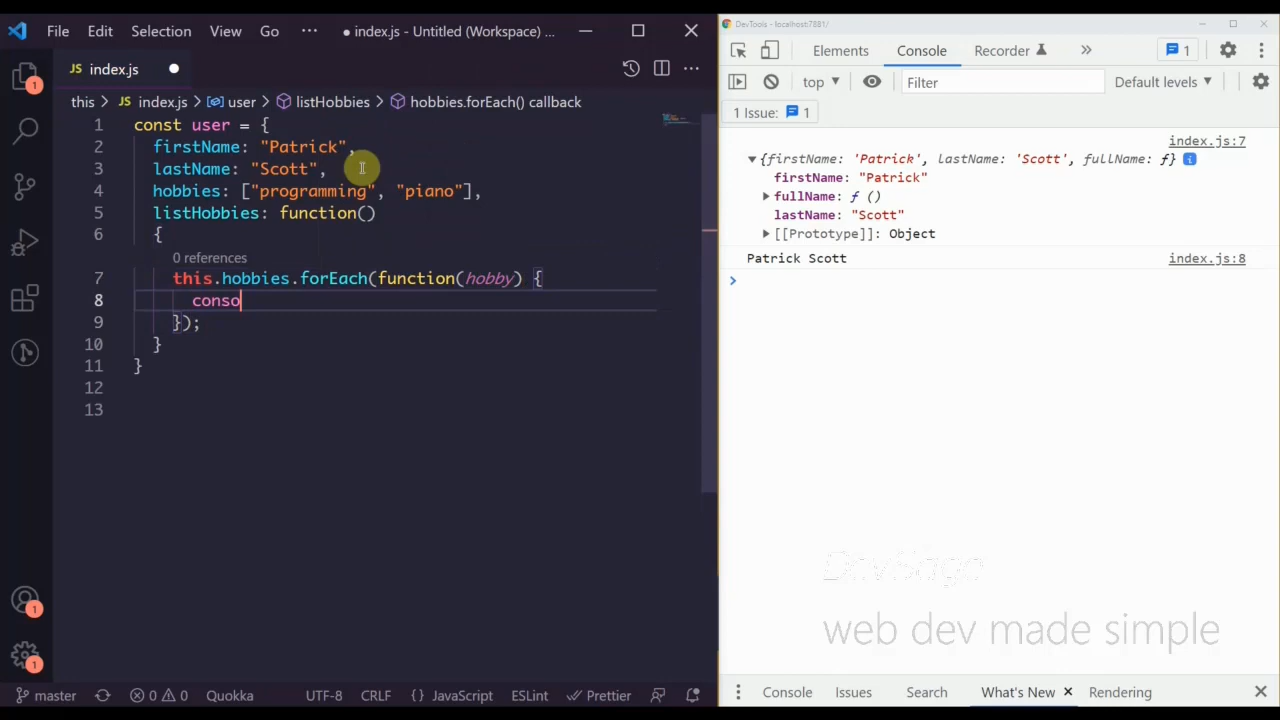 File Edit Selection View Go ··· ● index.js - Untitled (Workspace) ...
JS index.js ●
this > JS index.js > user > listHobbies > hobbies.forEach() callback
1 const user = {
2 firstName: "Patrick",
3 lastName: "Scott",
4 hobbies: ["programming", "piano"],
5 listHobbies: function()
6 {
0 references
7 this.hobbies.forEach(function(hobby) {
8 conso
9 });
10 }
11 }
12
13
1
1
1
master 0 0 Quokka UTF-8 CRLF {} JavaScript ESLint Prettier
DevTools - localhost:7881/
Elements Console Recorder » 1
top ▼ Filter Default levels ▼
1 Issue: 1
index.js:7
▼{firstName: 'Patrick', lastName: 'Scott', fullName: ƒ} i
firstName: "Patrick"
▶ fullName: ƒ ()
lastName: "Scott"
▶ [[Prototype]]: Object
Patrick Scott index.js:8
>
DevSage
web dev made simple
Console Issues Search What's New × Rendering